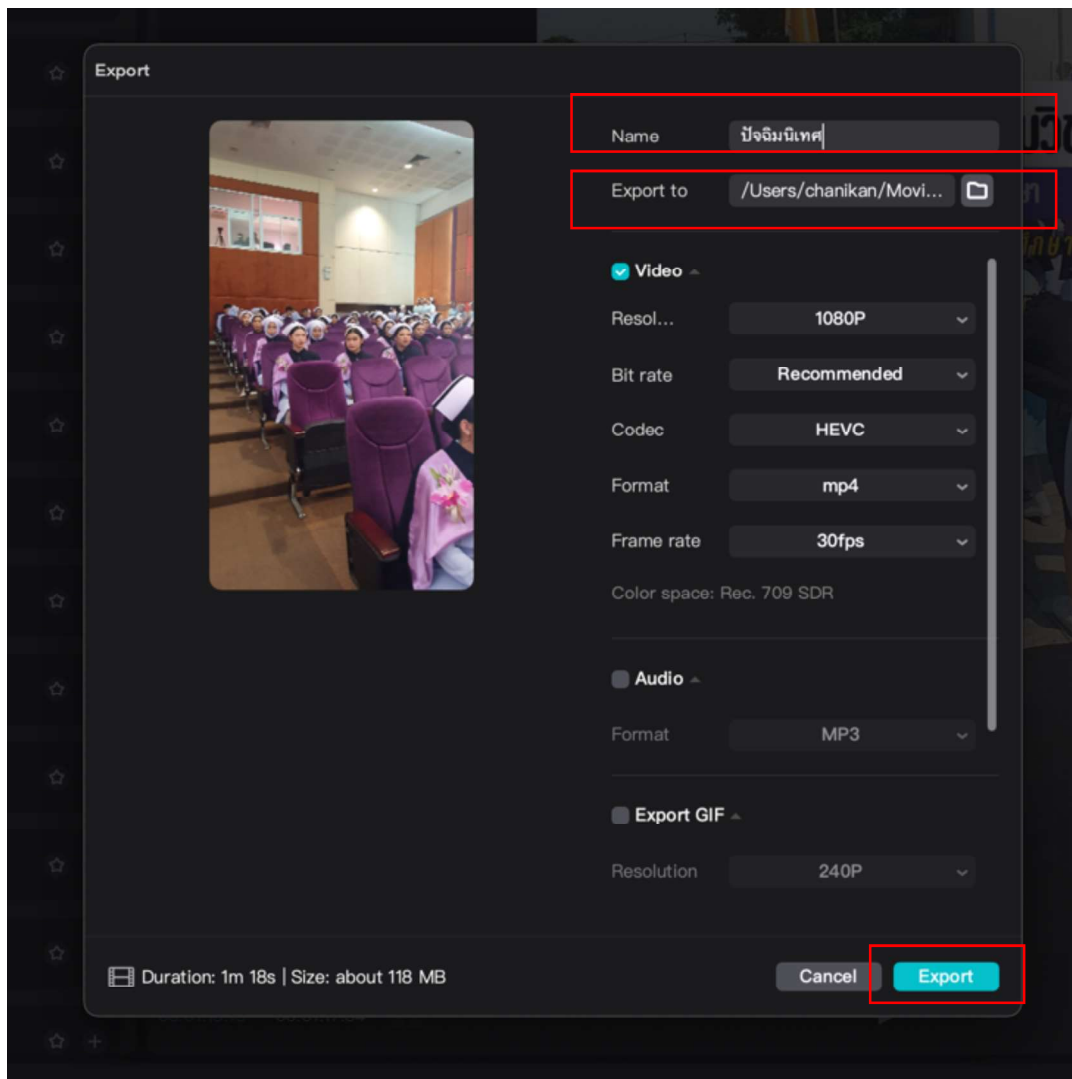 Export
Name ปัจฉิมนิเทศ
Export to /Users/chanikan/Movi...
Video
Resol... 1080P
Bit rate Recommended
Codec HEVC
Format mp4
Frame rate 30fps
Color space: Rec. 709 SDR
Audio
Format MP3
Export GIF
Resolution 240P
Duration: 1m 18s | Size: about 118 MB
Cancel Export